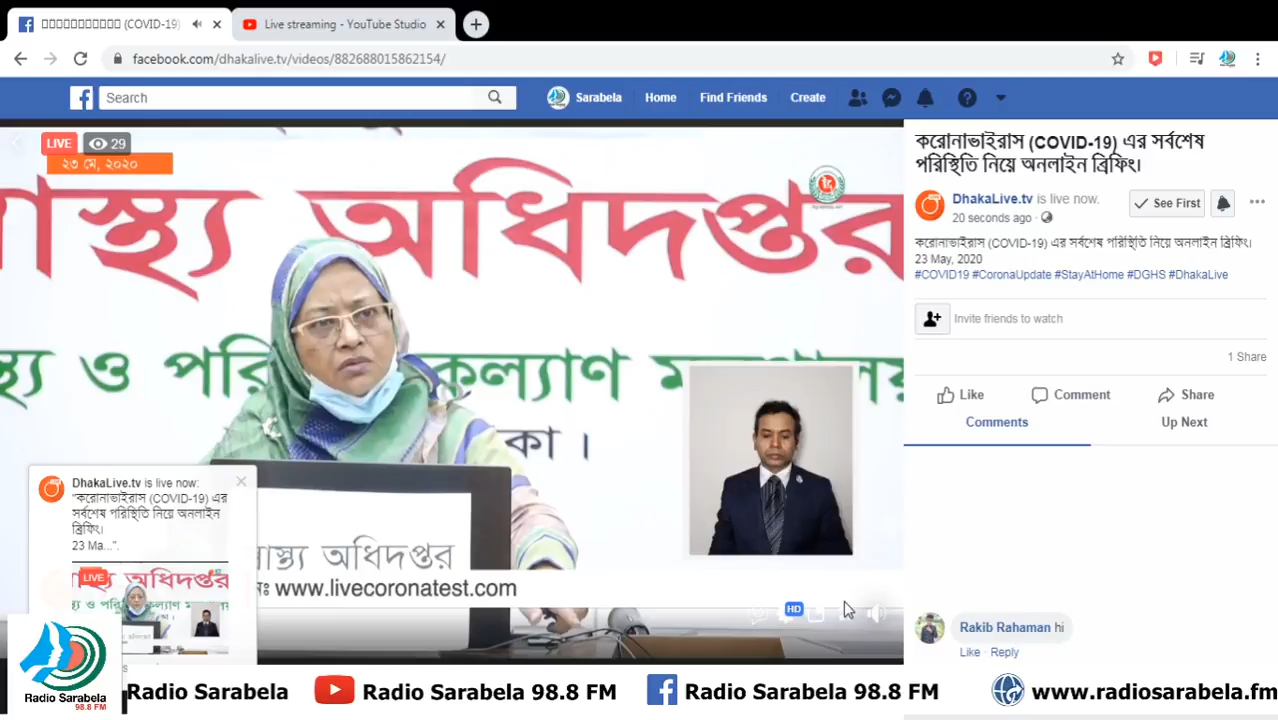 (COVID-19)
Live streaming - YouTube Studio
facebook.com/dhakalive.tv/videos/882688015862154/
Search
Sarabela
Home
Find Friends
Create
LIVE
29
২৩ মে, ২০২০
াস্থ্য অধিদপ্তর
স্থ্য ও পরি
কল্যাণ ম
কা ।
স্থ্য অধিদপ্তর
নঃ www.livecoronatest.com
HD
করোনাভাইরাস (COVID-19) এর সর্বশেষ
পরিস্থিতি নিয়ে অনলাইন ব্রিফিং।
DhakaLive.tv is live now.
20 seconds ago
See First
করোনাভাইরাস (COVID-19) এর সর্বশেষ পরিস্থিতি নিয়ে অনলাইন ব্রিফিং।
23 May, 2020
#COVID19 #CoronaUpdate #StayAtHome #DGHS #DhakaLive
Invite friends to watch
1 Share
Like
Comment
Share
Comments
Up Next
Rakib Rahaman hi
Like · Reply
DhakaLive.tv is live now:
"করোনাভাইরাস (COVID-19) এর
সর্বশেষ পরিস্থিতি নিয়ে অনলাইন
ব্রিফিং।
23 Ma...".
LIVE
স্থ্য অধিদপ্তর
Radio Sarabela
98.8 FM
Radio Sarabela
Radio Sarabela 98.8 FM
Radio Sarabela 98.8 FM
www.radiosarabela.fm